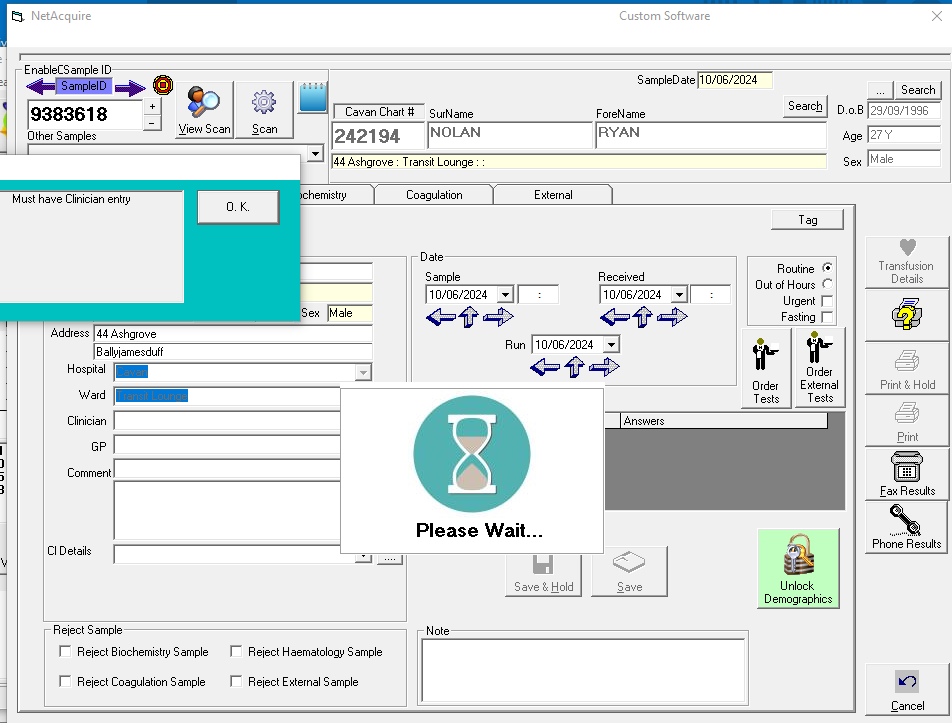 NetAcquire
Custom Software
EnableCSample ID
SampleID
9383618
+
-
Other Samples
View Scan
Scan
SampleDate 10/06/2024
Cavan Chart #
SurName
ForeName
Search
242194
NOLAN
RYAN
44 Ashgrove : Transit Lounge : :
...
Search
D.o.B 29/09/1996
Age 27Y
Sex Male
Must have Clinician entry
O. K.
ochemistry
Coagulation
External
Tag
Sex Male
Address 44 Ashgrove
Ballyjamesduff
Hospital Cavan
Ward Transit Lounge
Clinician
GP
Comment
Cl Details
....
Date
Sample
10/06/2024
:
Received
10/06/2024
:
Run 10/06/2024
Routine
Out of Hours
Urgent
Fasting
Order
Tests
Order
External
Tests
Answers
Please Wait...
Save & Hold
Save
Unlock
Demographics
Transfusion
Details
Print & Hold
Print
Fax Results
Phone Results
Cancel
Reject Sample
Reject Biochemistry Sample
Reject Haematology Sample
Reject Coagulation Sample
Reject External Sample
Note